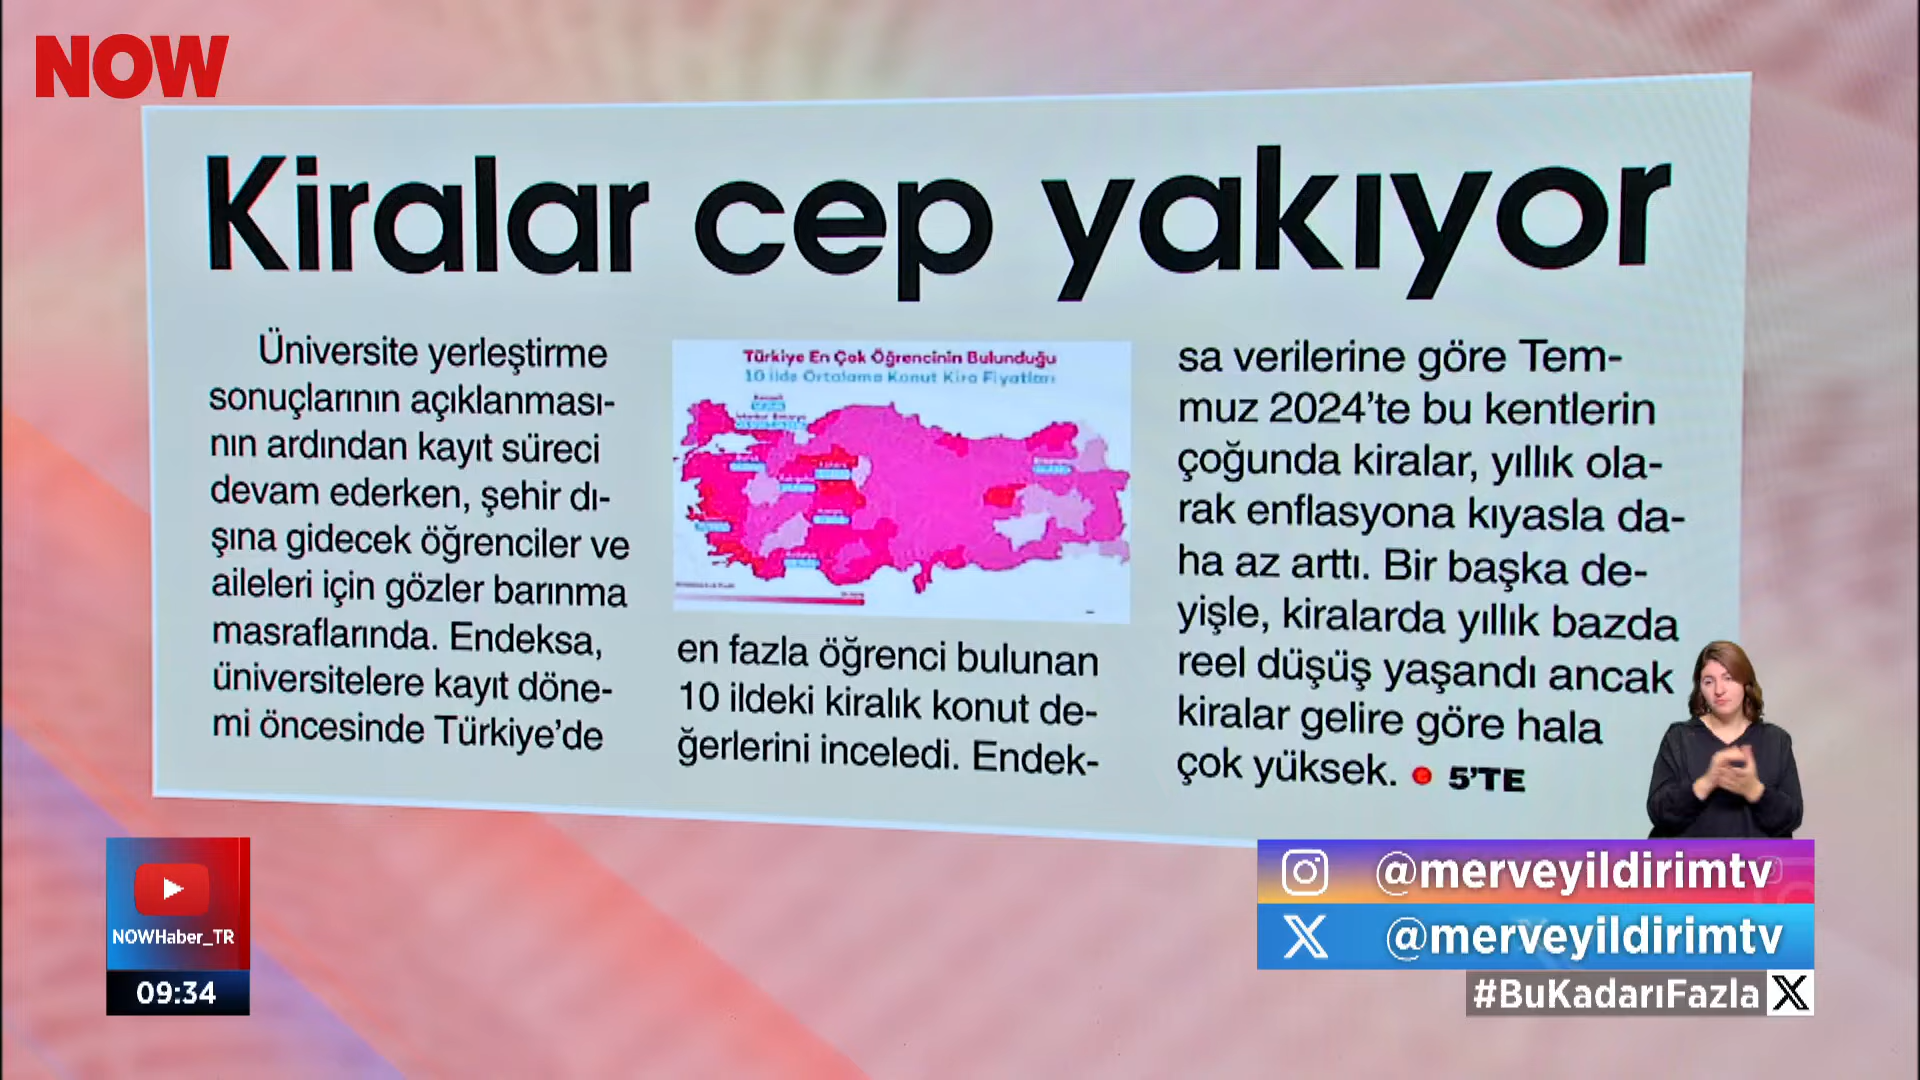 NOW
Kiralar cep yakıyor
Üniversite yerleştirme
sonuçlarının açıklanması-
nın ardından kayıt süreci
devam ederken, şehir dı-
şına gidecek öğrenciler ve
aileleri için gözler barınma
masraflarında. Endeksa,
üniversitelere kayıt döne-
mi öncesinde Türkiye'de
Türkiye En Çok Öğrencinin Bulunduğu
10 ilde Ortalama Konut Kira Fiyatları
en fazla öğrenci bulunan
10 ildeki kiralık konut de-
ğerlerini inceledi. Endek-
sa verilerine göre Tem-
muz 2024'te bu kentlerin
çoğunda kiralar, yıllık ola-
rak enflasyona kıyasla da-
ha az arttı. Bir başka de-
yişle, kiralarda yıllık bazda
reel düşüş yaşandı ancak
kiralar gelire göre hala
çok yüksek. ● 5'TE
NOWHaber_TR
09:34
@merveyildirimtv
@merveyildirimtv
#BuKadarıFazla